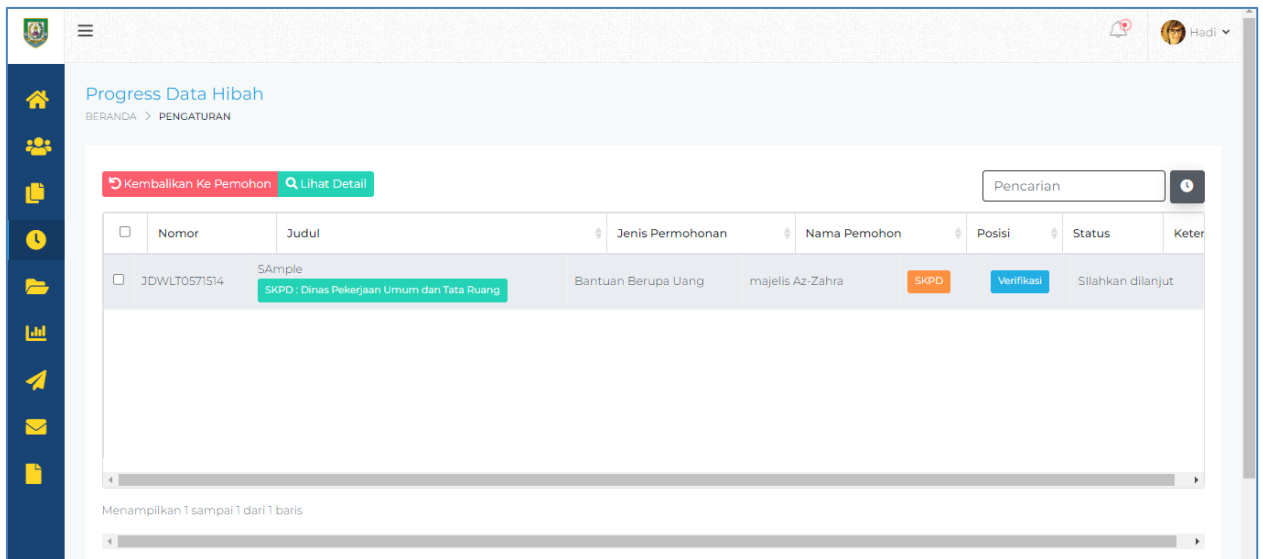 Hadi
Progress Data Hibah
BERANDA > PENGATURAN
Kembalikan Ke Pemohon Lihat Detail
Pencarian
Nomor Judul Jenis Permohonan Nama Pemohon Posisi Status Keter
JDWLT0571514 SAmple Bantuan Berupa Uang majelis Az-Zahra SKPD Verifikasi SIlahkan dilanjut
SKPD : Dinas Pekerjaan Umum dan Tata Ruang
Menampilkan 1 sampai 1 dari 1 baris